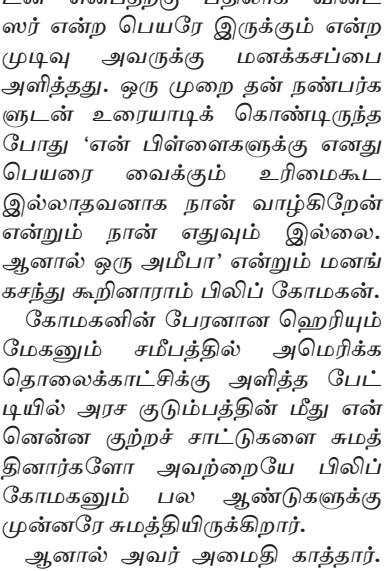 ஸர் என்ற பெயரே இருக்கும் என்ற
முடிவு அவருக்கு மனக்கசப்பை
அளித்தது. ஒரு முறை தன் நண்பர்க
ளுடன் உரையாடிக் கொண்டிருந்த
போது ‘என் பிள்ளைகளுக்கு எனது
பெயரை வைக்கும் உரிமைகூட
இல்லாதவனாக நான் வாழ்கிறேன்
என்றும் நான் எதுவும் இல்லை.
ஆனால் ஒரு அமீபா’ என்றும் மனங்
கசந்து கூறினாராம் பிலிப் கோமகன்.
கோமகனின் பேரனான ஹெரியும்
மேகனும் சமீபத்தில் அமெரிக்க
தொலைக்காட்சிக்கு அளித்த பேட்
டியில் அரச குடும்பத்தின் மீது என்
னென்ன குற்றச் சாட்டுகளை சுமத்
தினார்களோ அவற்றையே பிலிப்
கோமகனும் பல ஆண்டுகளுக்கு
முன்னரே சுமத்தியிருக்கிறார்.
ஆனால் அவர் அமைதி காத்தார்.